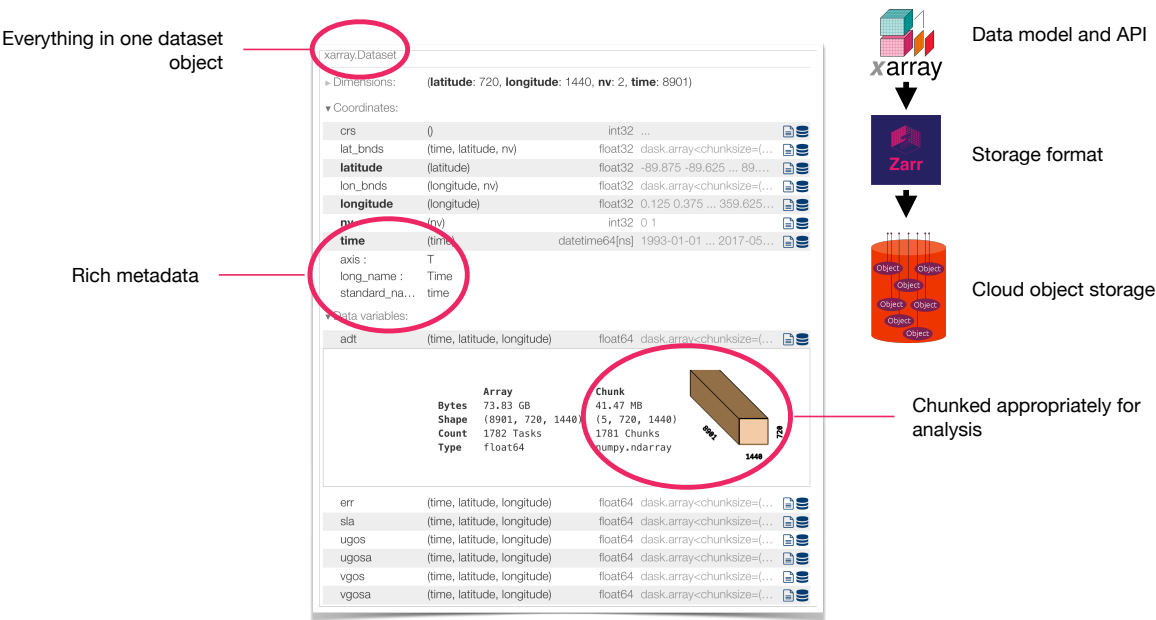 Everything in one dataset
object
xarray.Dataset
► Dimensions: (latitude: 720, longitude: 1440, nv: 2, time: 8901)
▼ Coordinates:
crs () int32 ...
lat_bnds (time, latitude, nv) float32 dask.array<chunksize=(...
latitude (latitude) float32 -89.875 -89.625 ... 89....
lon_bnds (longitude, nv) float32 dask.array<chunksize=(...
longitude (longitude) float32 0.125 0.375 ... 359.625...
nv (nv) int32 0 1
time (time) datetime64[ns] 1993-01-01 ... 2017-05...
axis : T
long_name : Time
standard_na... time
Rich metadata
▼ Data variables:
adt (time, latitude, longitude) float64 dask.array<chunksize=(...
Array Chunk
Bytes 73.83 GB 41.47 MB
Shape (8901, 720, 1440) (5, 720, 1440)
Count 1782 Tasks 1781 Chunks
Type float64 numpy.ndarray
8901
720
1440
Chunked appropriately for
analysis
err (time, latitude, longitude) float64 dask.array<chunksize=(...
sla (time, latitude, longitude) float64 dask.array<chunksize=(...
ugos (time, latitude, longitude) float64 dask.array<chunksize=(...
ugosa (time, latitude, longitude) float64 dask.array<chunksize=(...
vgos (time, latitude, longitude) float64 dask.array<chunksize=(...
vgosa (time, latitude, longitude) float64 dask.array<chunksize=(...
xarray
Data model and API
Zarr
Storage format
Object Object
Object
Object Object
Object
Object
Cloud object storage